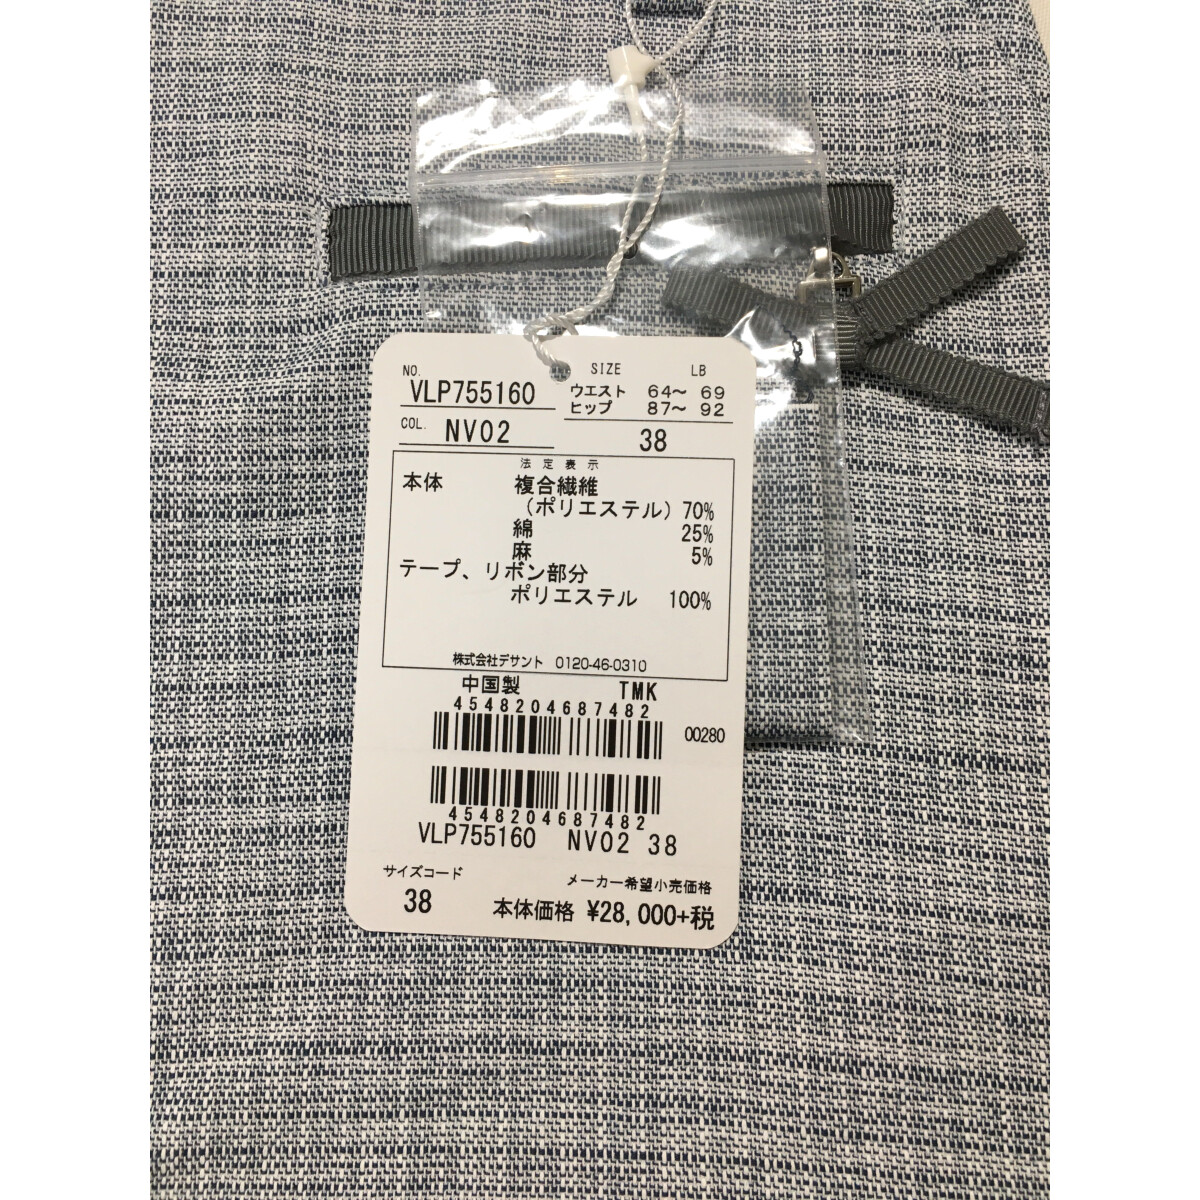 NO. VLP755160
SIZE LB
ウエスト 64～ 69
ヒップ 87～ 92
COL. NV02
38
法定表示
本体 複合繊維
（ポリエステル）70%
綿 25%
麻 5%
テープ、リボン部分
ポリエステル 100%
株式会社デサント 0120-46-0310
中国製 TMK
4548204687482
00280
4548204687482
VLP755160 NV02 38
サイズコード メーカー希望小売価格
38 本体価格 ¥28,000+税